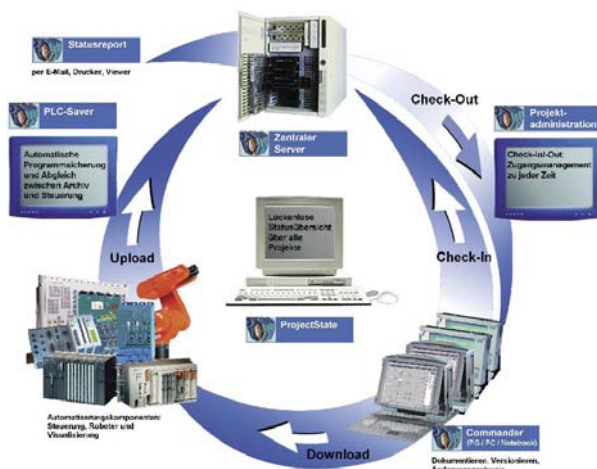 Statusreport
per E-Mail, Drucker, Viewer
PLC-Saver
Automatische
Programmsicherung
und Abgleich
zwischen Archiv
und Steuerung
Zentraler
Server
Check-Out
Projekt-
administration
Check-In/-Out:
Zugangsmanagement
zu jeder Zeit
Lückenlose
Statusübersicht
über alle
Projekte
Upload
Check-In
ProjectState
Automatisierungskomponenten:
Steuerung, Roboter und
Visualisierung
Download
Commander
(PG / PC / Notebook)
Dokumentieren, Versionieren,